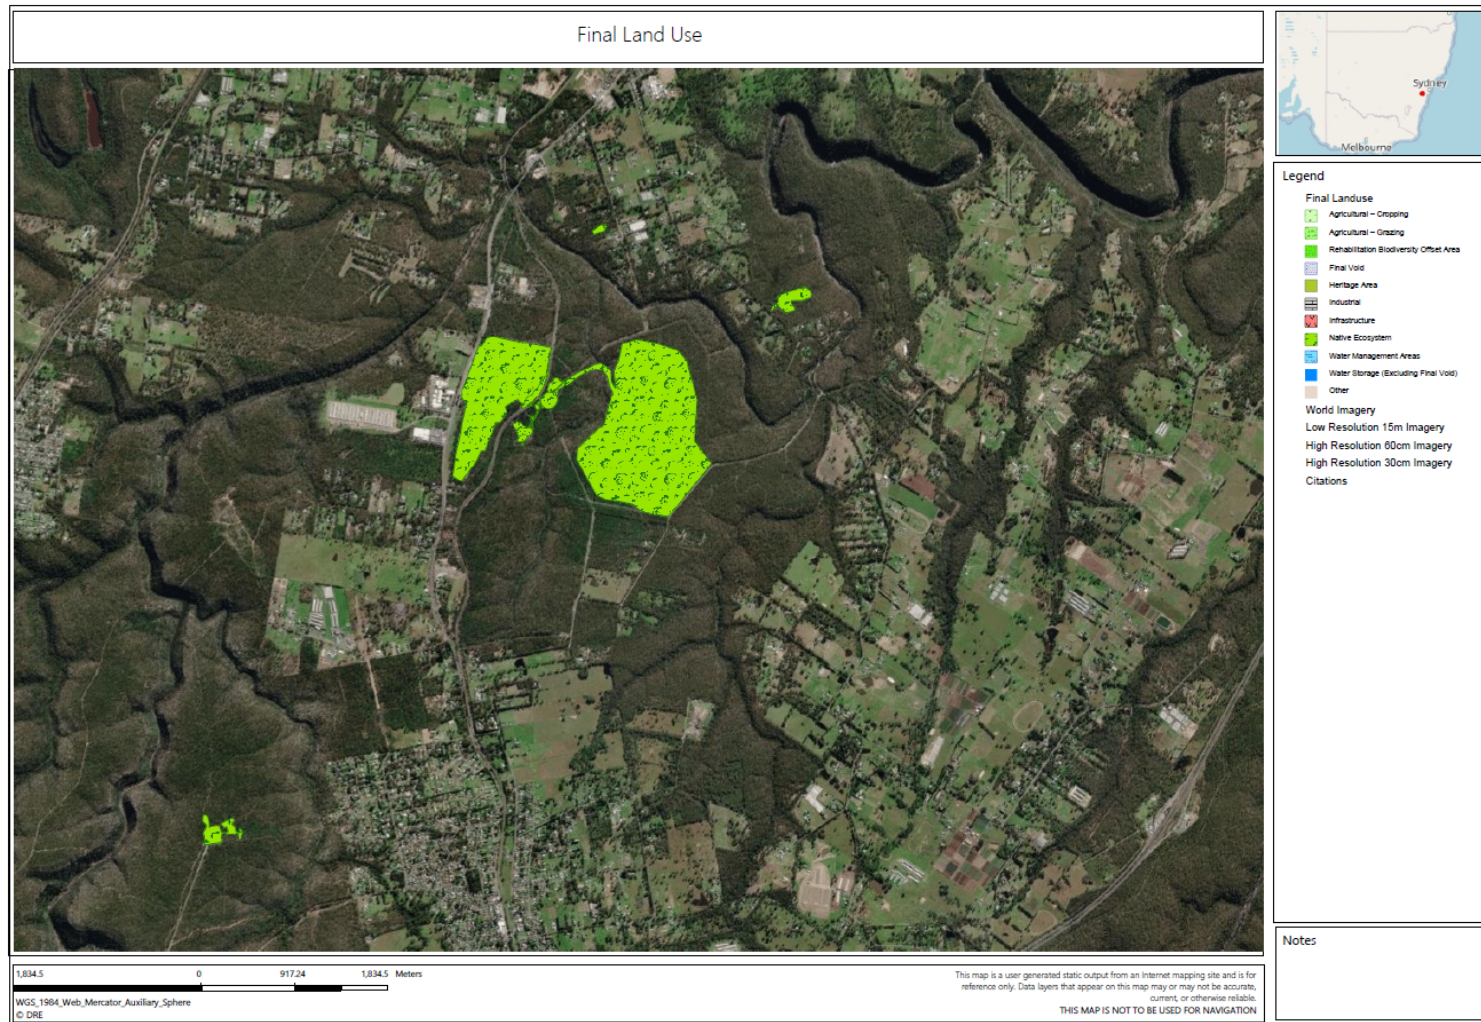 Final Land Use
Sydney
Melbourne
Legend
Final Landuse
Agricultural – Cropping
Agricultural – Grazing
Rehabilitation Biodiversity Offset Area
Final Void
Heritage Area
Industrial
Infrastructure
Native Ecosystem
Water Management Areas
Water Storage (Excluding Final Void)
Other
World Imagery
Low Resolution 15m Imagery
High Resolution 60cm Imagery
High Resolution 30cm Imagery
Citations
Notes
1,834.5 0 917.24 1,834.5 Meters
WGS_1984_Web_Mercator_Auxiliary_Sphere
© DRE
This map is a user generated static output from an Internet mapping site and is for
reference only. Data layers that appear on this map may or may not be accurate,
current, or otherwise reliable.
THIS MAP IS NOT TO BE USED FOR NAVIGATION